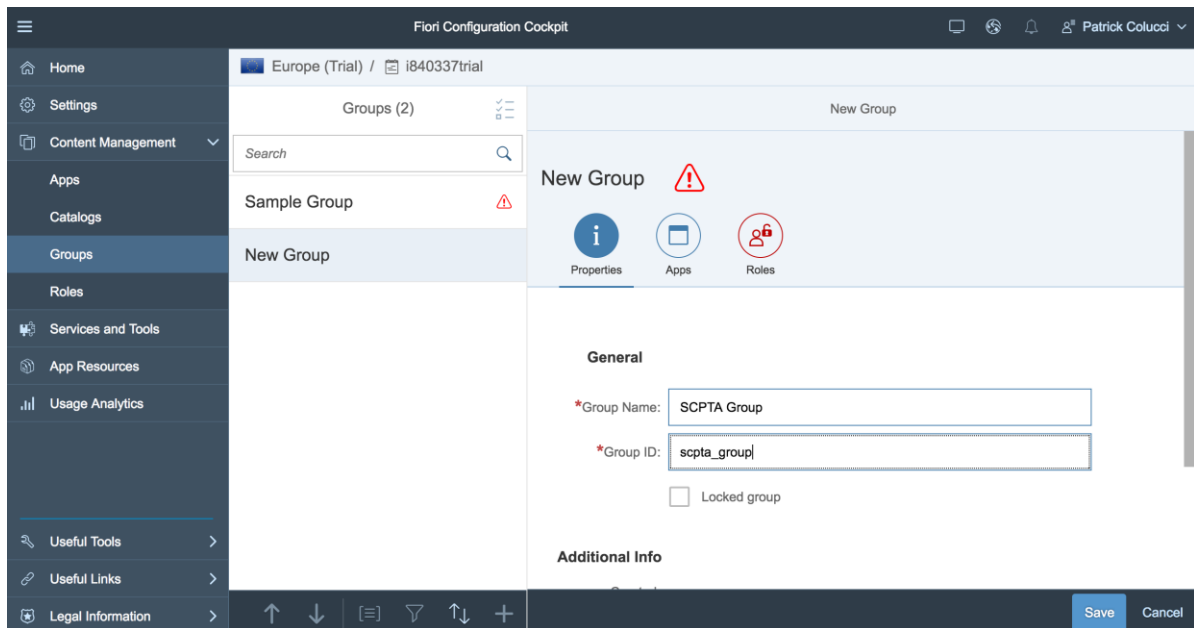 Fiori Configuration Cockpit
Patrick Colucci
Home
Settings
Content Management
Apps
Catalogs
Groups
Roles
Services and Tools
App Resources
Usage Analytics
Useful Tools
Useful Links
Legal Information
Europe (Trial) / i840337trial
Groups (2)
Search
Sample Group
New Group
New Group
New Group
Properties
Apps
Roles
General
*Group Name: SCPTA Group
*Group ID: scpta_group
Locked group
Additional Info
Save
Cancel